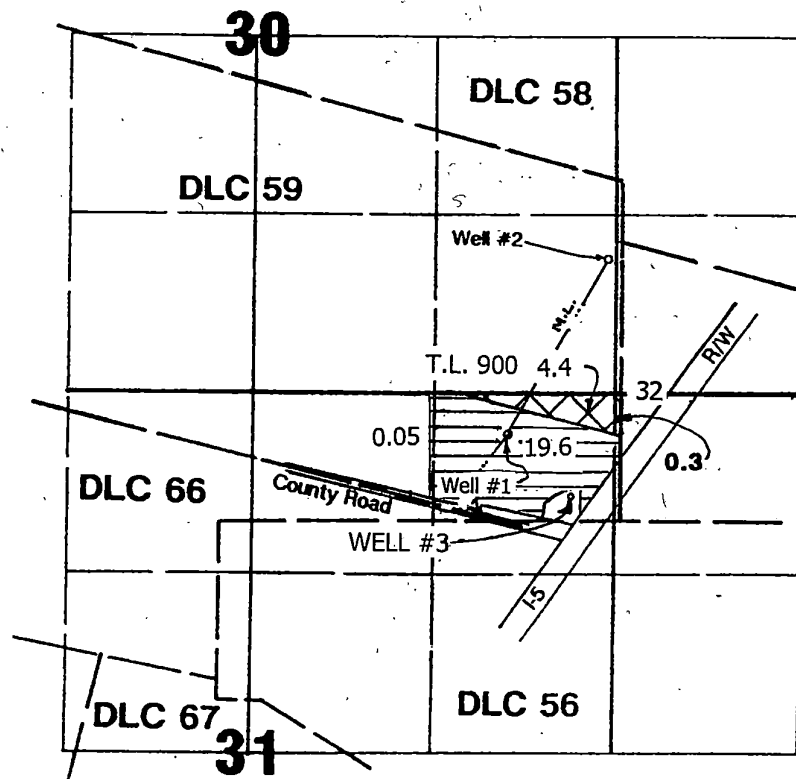 30
DLC 58
DLC 59
Well #2
M.L.
R/W
T.L. 900
4.4
32
0.05
19.6
0.3
DLC 66
County Road
Well #1
WELL #3
I-5
DLC 67
DLC 56
31